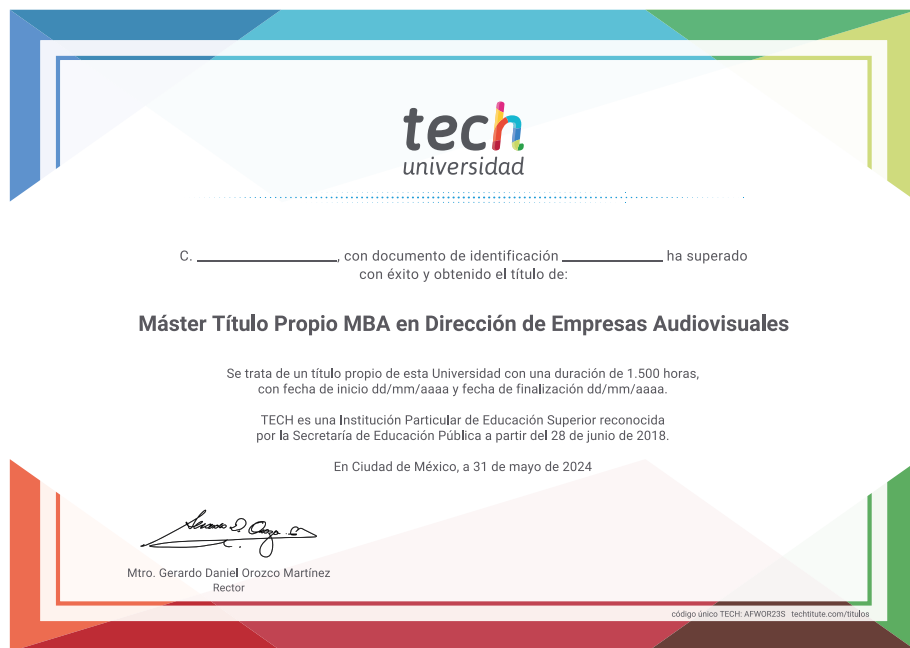 tech
universidad
C. ____________________, con documento de identificación ______________ ha superado
con éxito y obtenido el título de:
Máster Título Propio MBA en Dirección de Empresas Audiovisuales
Se trata de un título propio de esta Universidad con una duración de 1.500 horas,
con fecha de inicio dd/mm/aaaa y fecha de finalización dd/mm/aaaa.
TECH es una Institución Particular de Educación Superior reconocida
por la Secretaría de Educación Pública a partir del 28 de junio de 2018.
En Ciudad de México, a 31 de mayo de 2024
Mtro. Gerardo Daniel Orozco Martínez
Rector
código único TECH: AFWOR23S techtitute.com/titulos